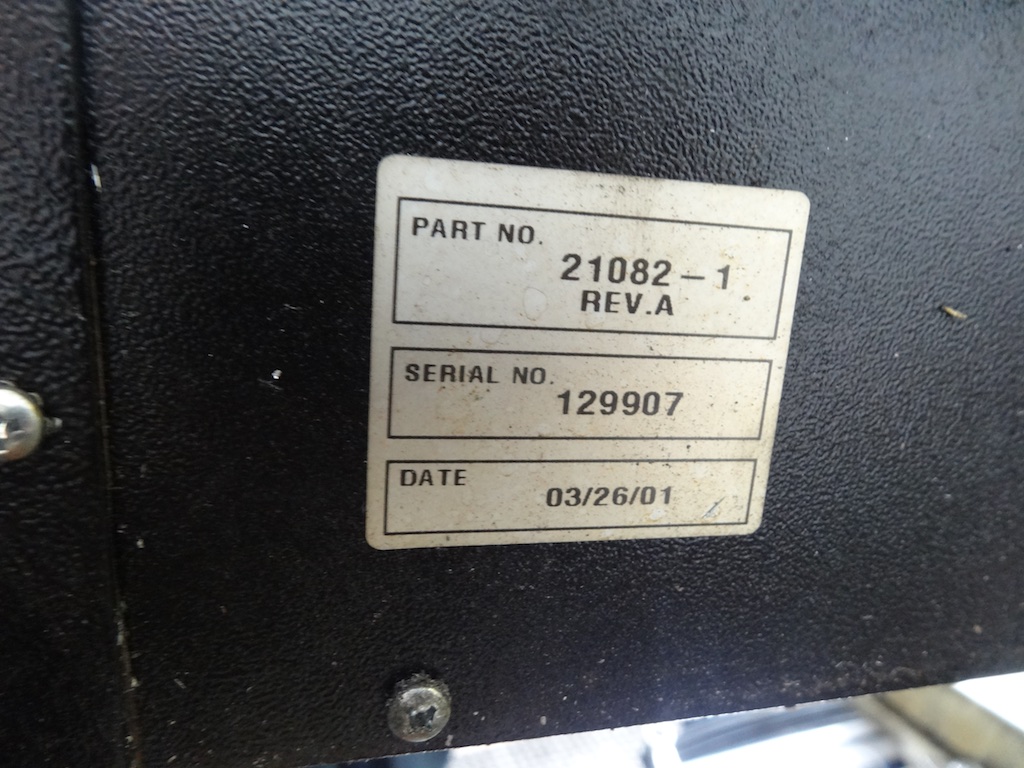 PART NO.
21082-1
REV.A
SERIAL NO.
129907
DATE
03/26/01